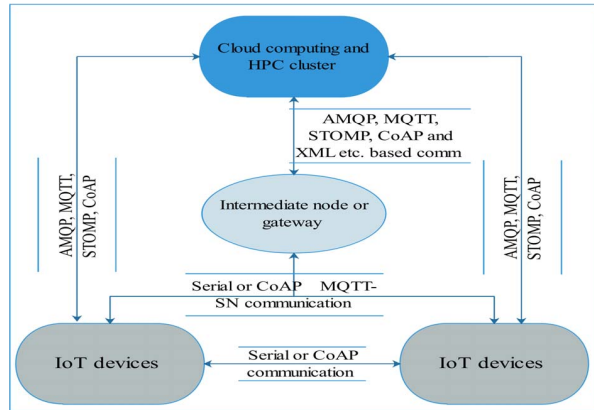 Cloud computing and
HPC cluster
AMQP, MQTT,
STOMP, CoAP and
XML etc. based comm
AMQP, MQTT,
STOMP, CoAP
AMQP, MQTT,
STOMP, CoAP
Intermediate node or
gateway
Serial or CoAP MQTT-
SN communication
IoT devices
Serial or CoAP
communication
IoT devices